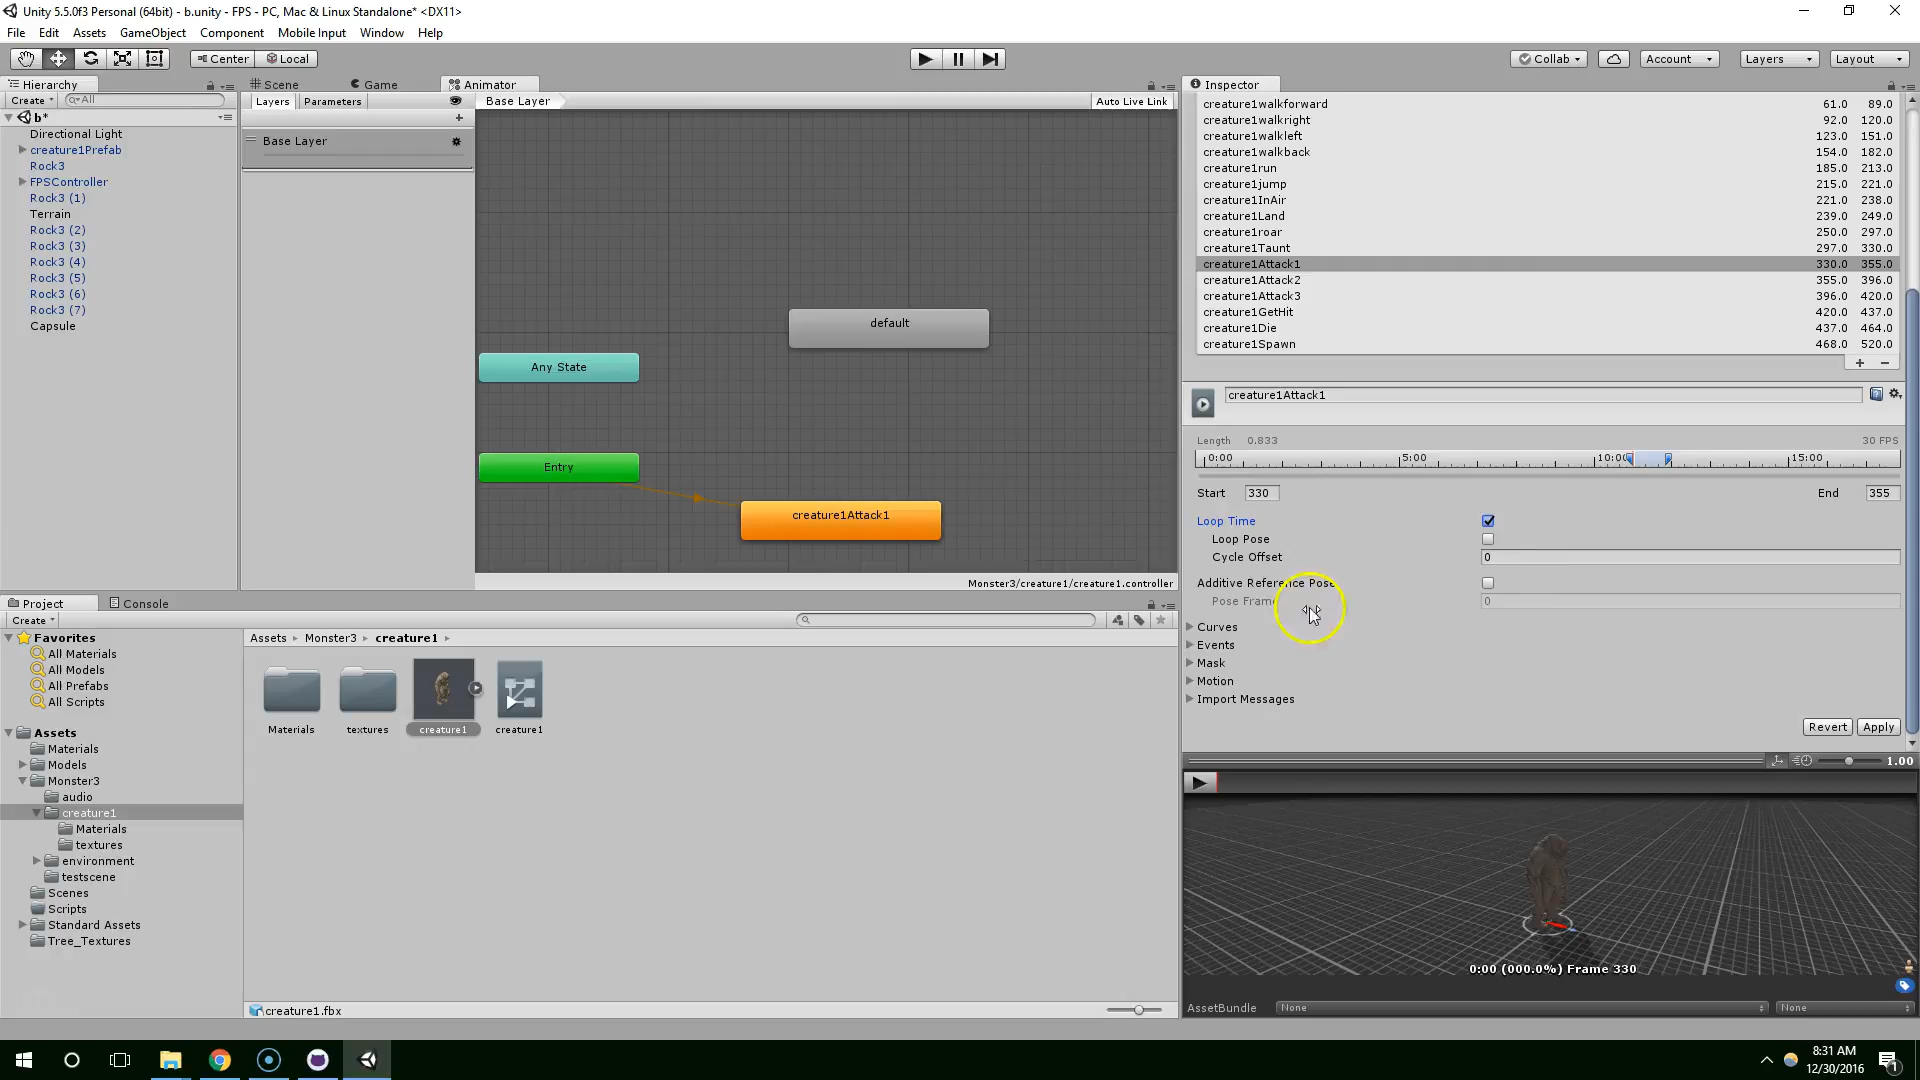 Unity 5.5.0f3 Personal (64bit) - b.unity - FPS - PC, Mac & Linux Standalone* <DX11>
File Edit Assets GameObject Component Mobile Input Window Help
Center Local Collab Account Layers Layout
Hierarchy
Create All
b*
Directional Light
creature1Prefab
Rock3
FPSController
Rock3 (1)
Terrain
Rock3 (2)
Rock3 (3)
Rock3 (4)
Rock3 (5)
Rock3 (6)
Rock3 (7)
Capsule
Scene Game Animator
Layers Parameters
Base Layer
Auto Live Link
Base Layer
default
Any State
Entry
creature1Attack1
Monster3/creature1/creature1.controller
Inspector
creature1walkforward 61.0 89.0
creature1walkright 92.0 120.0
creature1walkleft 123.0 151.0
creature1walkback 154.0 182.0
creature1run 185.0 213.0
creature1jump 215.0 221.0
creature1InAir 221.0 238.0
creature1Land 239.0 249.0
creature1roar 250.0 297.0
creature1Taunt 297.0 330.0
creature1Attack1 330.0 355.0
creature1Attack2 355.0 396.0
creature1Attack3 396.0 420.0
creature1GetHit 420.0 437.0
creature1Die 437.0 464.0
creature1Spawn 468.0 520.0
creature1Attack1
Length 0.833 30 FPS
0:00 5:00 10:00 15:00
Start 330 End 355
Loop Time
Loop Pose
Cycle Offset 0
Additive Reference Pose
Pose Frame 0
Curves
Events
Mask
Motion
Import Messages
Revert Apply
1.00
0:00 (000.0%) Frame 330
AssetBundle None None
Project Console
Create
Favorites
All Materials
All Models
All Prefabs
All Scripts
Assets
Materials
Models
Monster3
audio
creature1
Materials
textures
environment
testscene
Scenes
Scripts
Standard Assets
Tree_Textures
Assets Monster3 creature1
Materials textures creature1 creature1
creature1.fbx
8:31 AM
12/30/2016
1